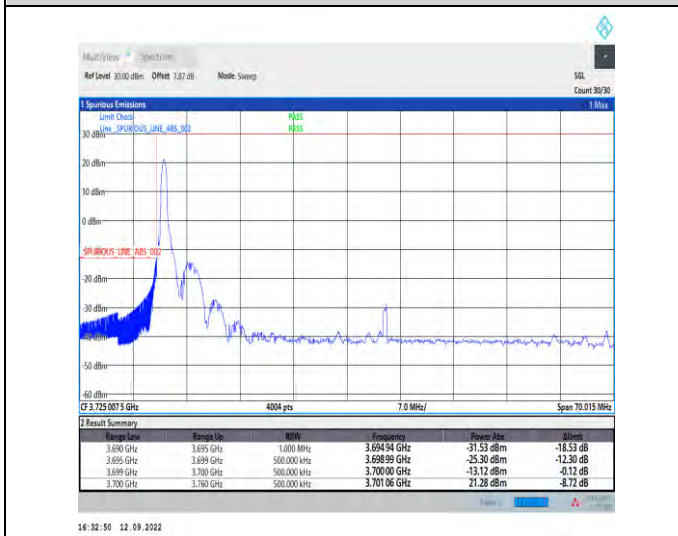 MultiView Spectrum
Ref Level 30.00 dBm Offset 7.87 dB Mode Sweep SGL
Count 30/30
1 Spurious Emissions 1 Max
Limit Check PASS
Line _SPURIOUS_LINE_ABS_002 PASS
30 dBm
20 dBm
10 dBm
0 dBm
_SPURIOUS_LINE_ABS_002
-20 dBm
-30 dBm
-40 dBm
-50 dBm
-60 dBm
CF 3.725 007 5 GHz 4004 pts 7.0 MHz/ Span 70.015 MHz
2 Result Summary
Range Low Range Up RBW Frequency Power Abs ΔLimit
3.690 GHz 3.695 GHz 1.000 MHz 3.694 94 GHz -31.53 dBm -18.53 dB
3.695 GHz 3.699 GHz 500.000 kHz 3.698 99 GHz -25.30 dBm -12.30 dB
3.699 GHz 3.700 GHz 500.000 kHz 3.700 00 GHz -13.12 dBm -0.12 dB
3.700 GHz 3.760 GHz 500.000 kHz 3.701 06 GHz 21.28 dBm -8.72 dB
16:32:50 12.09.2022